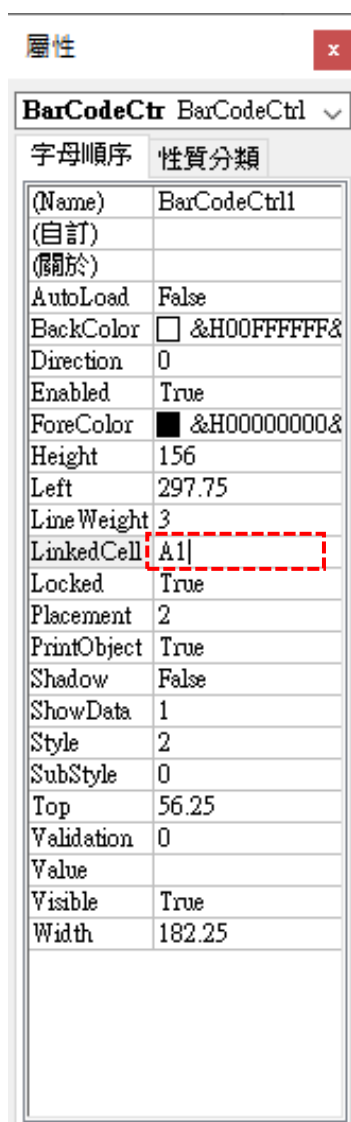 屬性
x
BarCodeCtr BarCodeCtrl
字母順序 性質分類
(Name) BarCodeCtrl1
(自訂)
(關於)
AutoLoad False
BackColor &H00FFFFFF&
Direction 0
Enabled True
ForeColor &H00000000&
Height 156
Left 297.75
LineWeight 3
LinkedCell A1
Locked True
Placement 2
PrintObject True
Shadow False
ShowData 1
Style 2
SubStyle 0
Top 56.25
Validation 0
Value
Visible True
Width 182.25